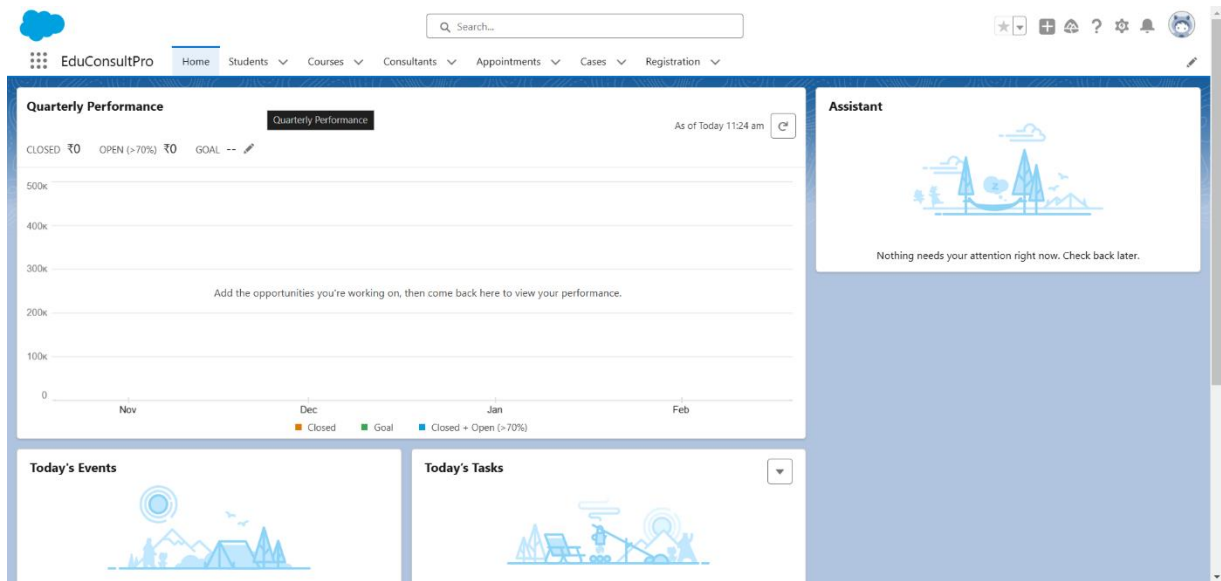 Search...
EduConsultPro Home Students Courses Consultants Appointments Cases Registration
Quarterly Performance
Quarterly Performance
As of Today 11:24 am
CLOSED ₹0 OPEN (>70%) ₹0 GOAL --
500K
400K
300K
Add the opportunities you're working on, then come back here to view your performance.
200K
100K
0
Nov Dec Jan Feb
Closed Goal Closed + Open (>70%)
Assistant
Nothing needs your attention right now. Check back later.
Today's Events
Today's Tasks